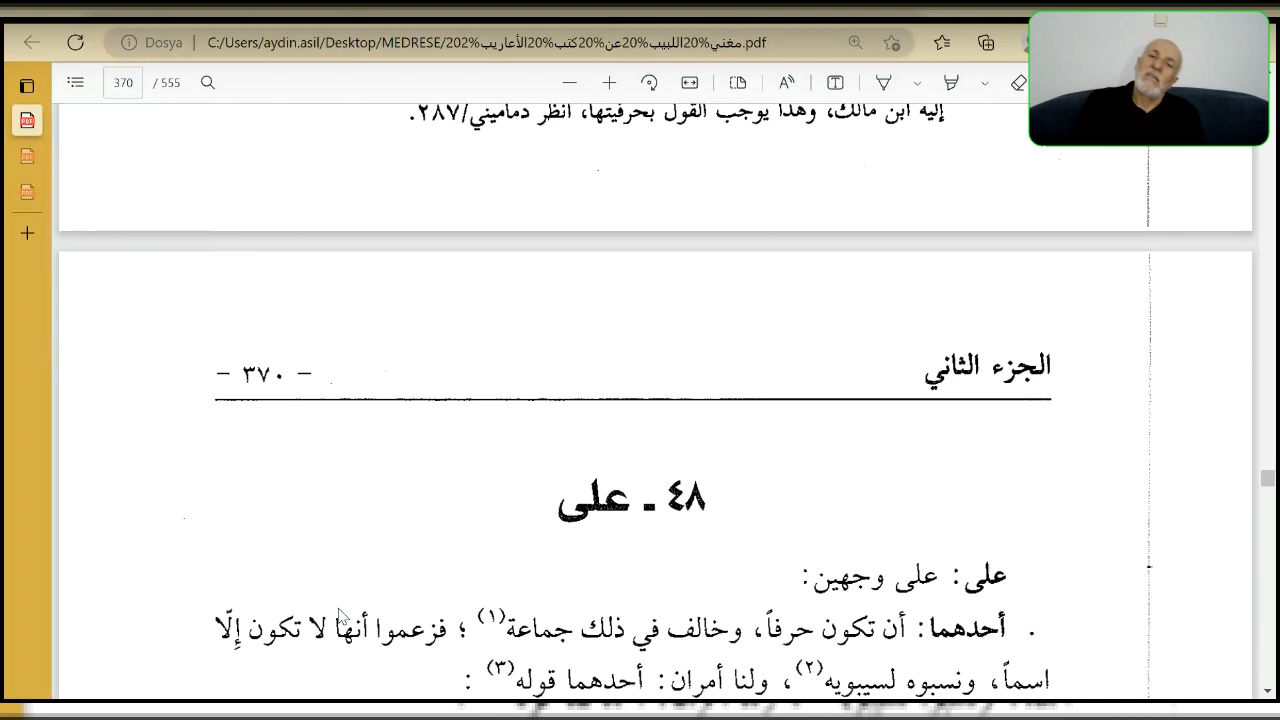 Dosya
C:/Users/aydin.asil/Desktop/MEDRESE/202%مغني%20اللبيب%20عن%20كتب%20الأعاريب.pdf
370 / 555
إليه ابن مالك، وهذا يوجب القول بحرفيتها، انظر دماميني/٢٨٧.
الجزء الثاني
– ٣٧٠ –
٤٨ ـ على
على: على وجهين:
. أحدهما: أن تكون حرفاً، وخالف في ذلك جماعة(١)؛ فزعموا أنها لا تكون إلّا
اسماً، ونسبوه لسيبويه(٢)، ولنا أمران: أحدهما قوله(٣):